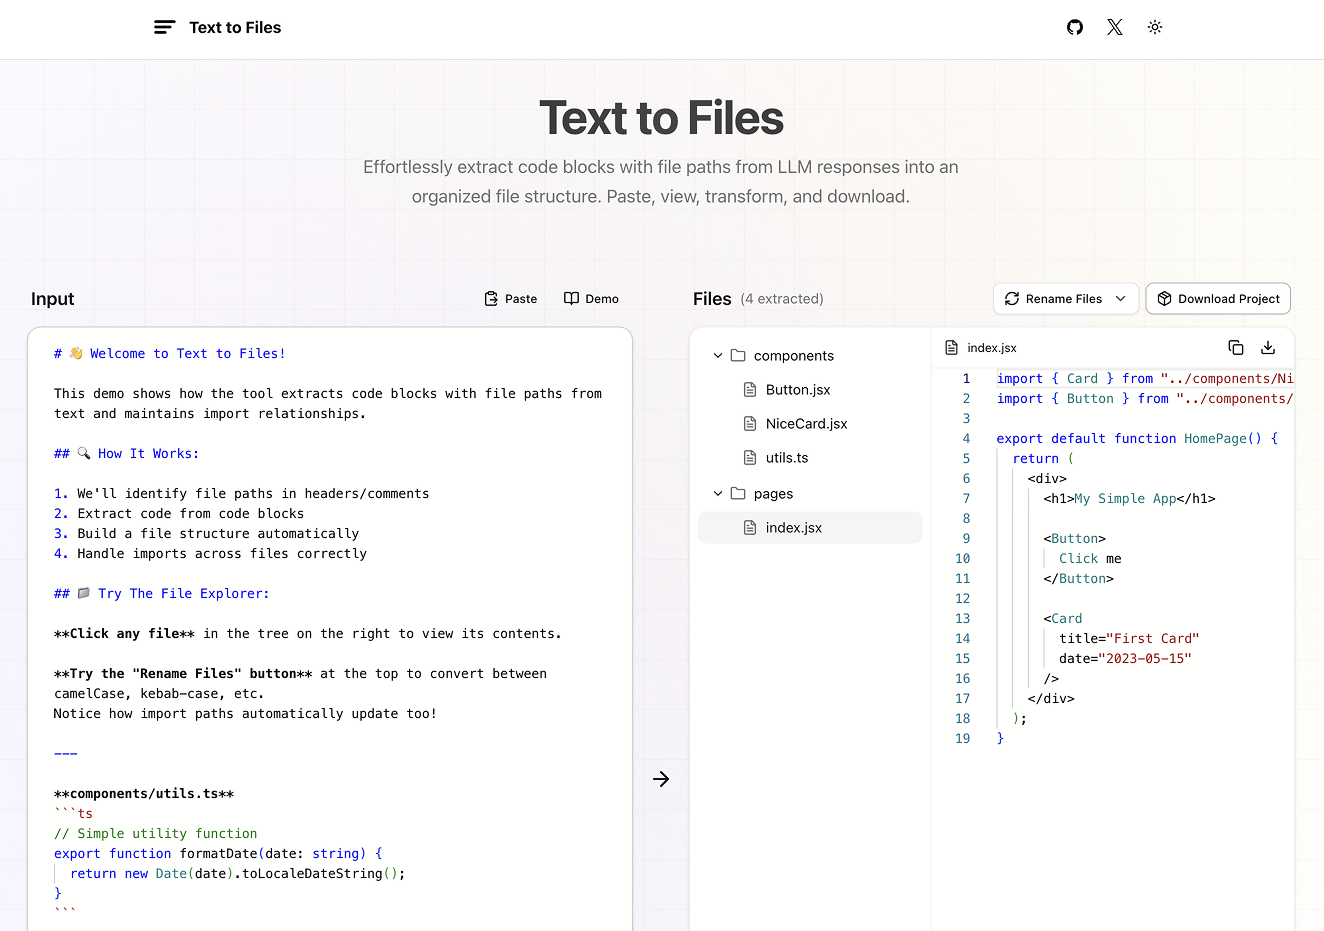 Text to Files
Text to Files
Effortlessly extract code blocks with file paths from LLM responses into an
organized file structure. Paste, view, transform, and download.
Input
Paste
Demo
# 👋 Welcome to Text to Files!
This demo shows how the tool extracts code blocks with file paths from
text and maintains import relationships.
## 🔍 How It Works:
1. We'll identify file paths in headers/comments
2. Extract code from code blocks
3. Build a file structure automatically
4. Handle imports across files correctly
## 📁 Try The File Explorer:
**Click any file** in the tree on the right to view its contents.
**Try the "Rename Files" button** at the top to convert between
camelCase, kebab-case, etc.
Notice how import paths automatically update too!
---
**components/utils.ts**
```ts
// Simple utility function
export function formatDate(date: string) {
  return new Date(date).toLocaleDateString();
}
```
Files (4 extracted)
Rename Files
Download Project
components
Button.jsx
NiceCard.jsx
utils.ts
pages
index.jsx
index.jsx
1 import { Card } from "../components/Ni
2 import { Button } from "../components/
3
4 export default function HomePage() {
5   return (
6     <div>
7       <h1>My Simple App</h1>
8
9       <Button>
10         Click me
11       </Button>
12
13       <Card
14         title="First Card"
15         date="2023-05-15"
16       />
17     </div>
18   );
19 }